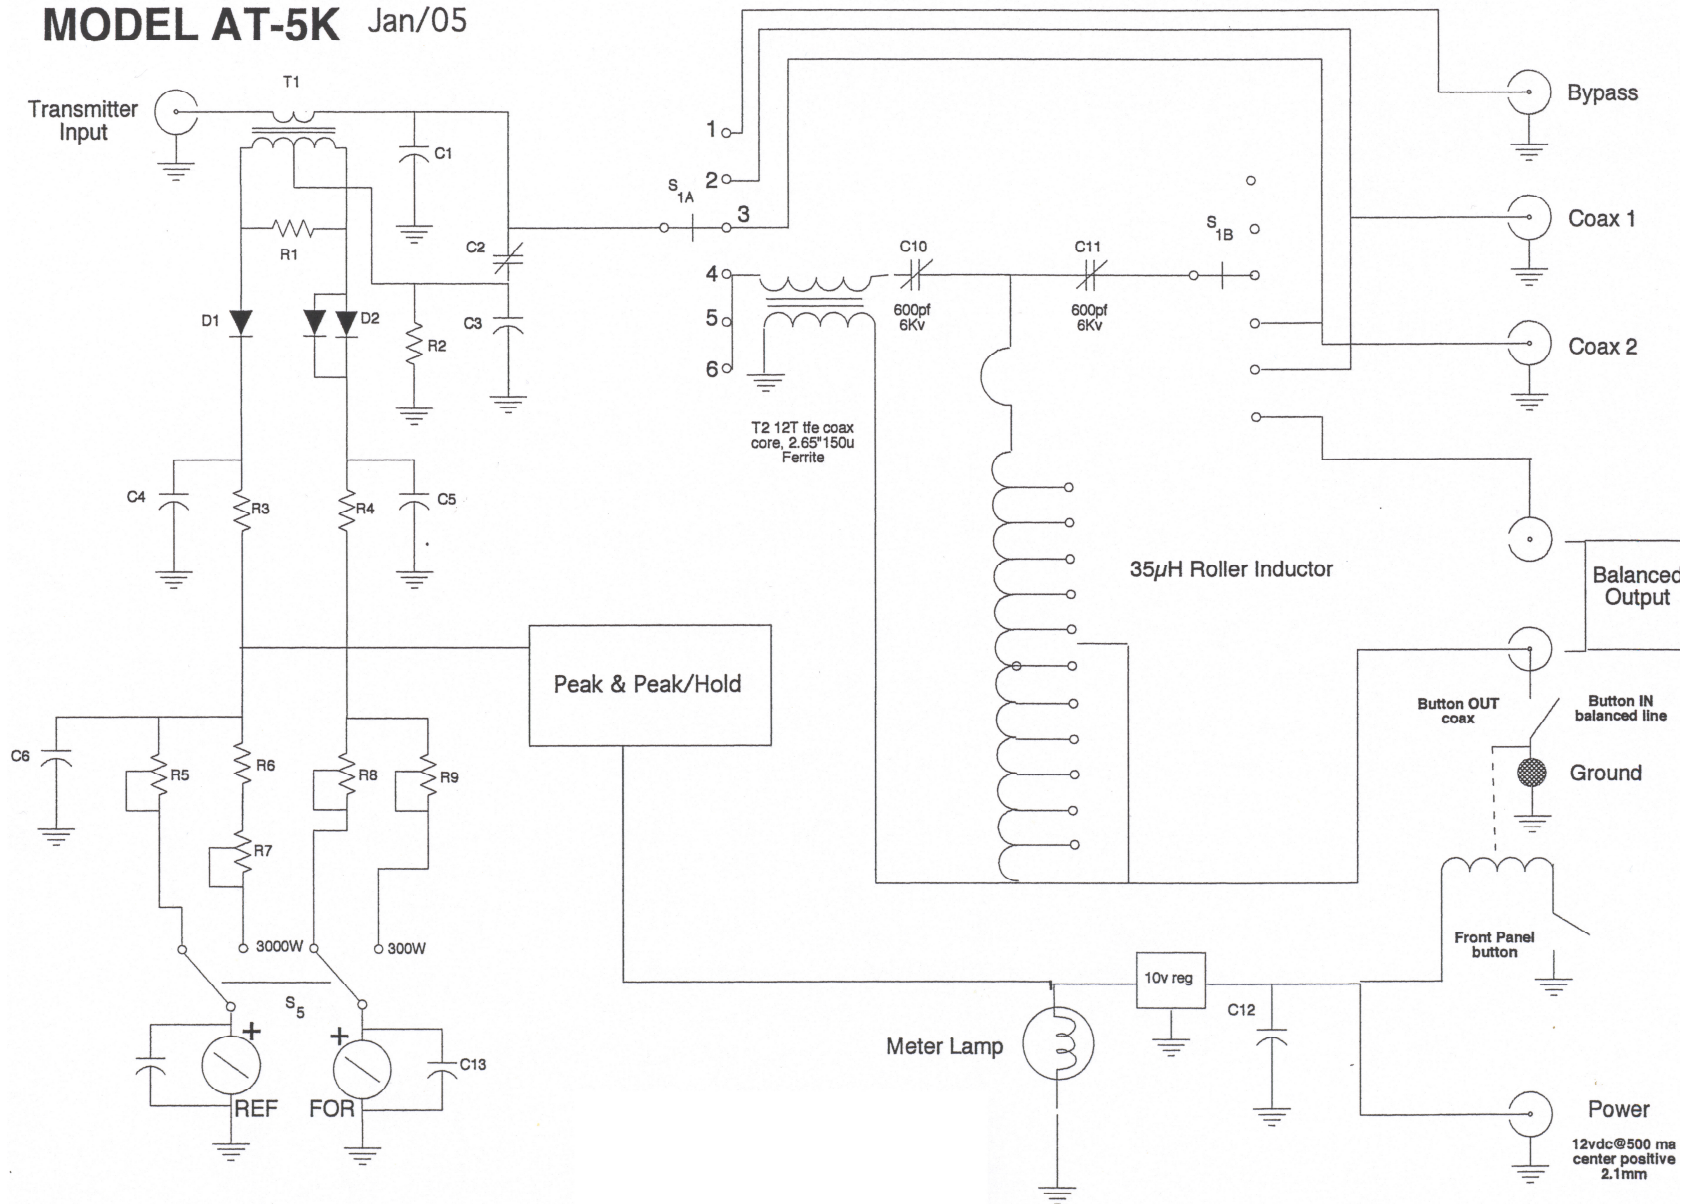 MODEL AT-5K Jan/05
T1
Transmitter
Input
C1
C2
R1
D1
D2
R2
C3
C4
R3
R4
C5
S1A
1
2
3
4
5
6
C10
600pf
6Kv
C11
600pf
6Kv
S1B
T2 12T tfe coax
core, 2.65"150u
Ferrite
35µH Roller Inductor
Bypass
Coax 1
Coax 2
Balanced
Output
Button OUT
coax
Button IN
balanced line
Ground
Front Panel
button
Peak & Peak/Hold
C6
R5
R6
R7
R8
R9
3000W
300W
S5
+
+
REF
FOR
C13
Meter Lamp
10v reg
C12
Power
12vdc@500 ma
center positive
2.1mm